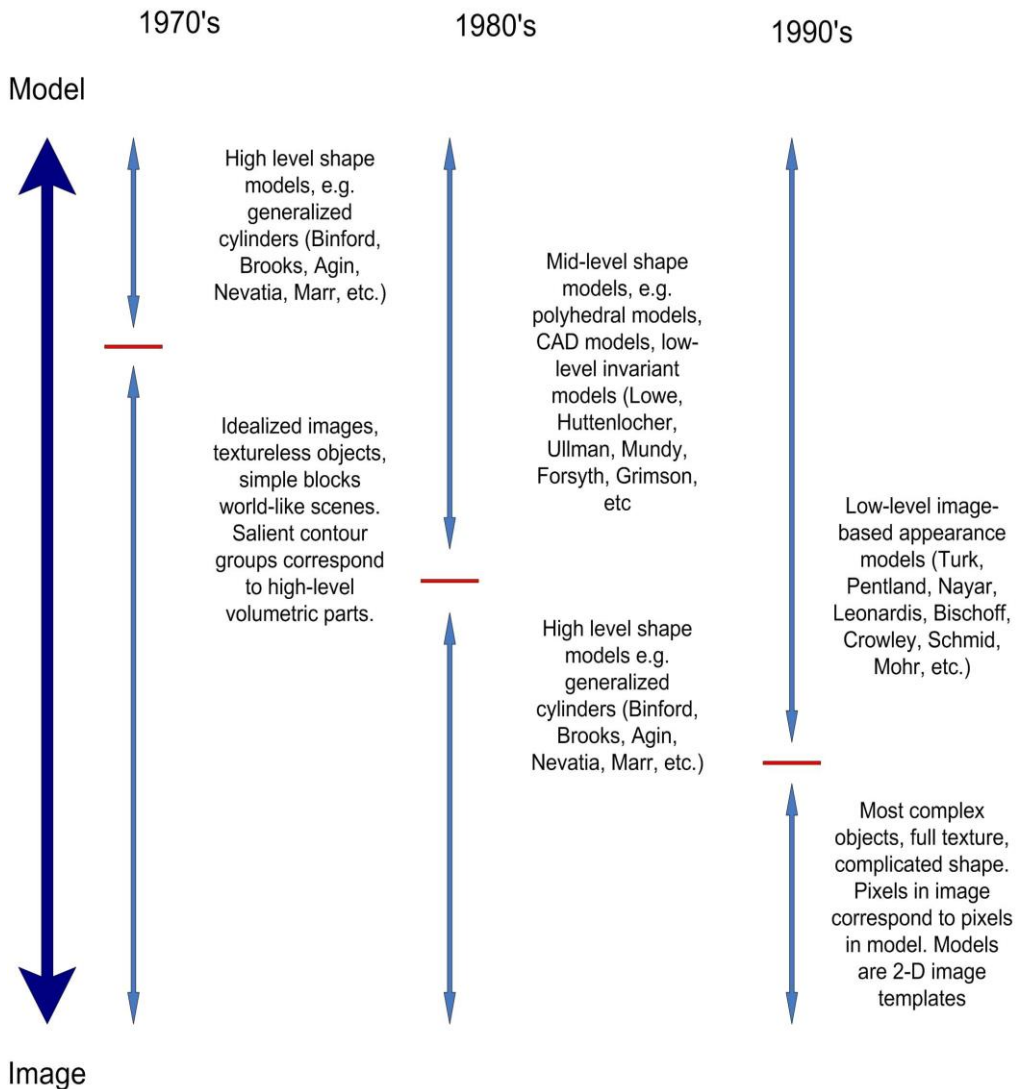 1970's
1980's
1990's
Model
High level shape
models, e.g.
generalized
cylinders (Binford,
Brooks, Agin,
Nevatia, Marr, etc.)
Idealized images,
textureless objects,
simple blocks
world-like scenes.
Salient contour
groups correspond
to high-level
volumetric parts.
Mid-level shape
models, e.g.
polyhedral models,
CAD models, low-
level invariant
models (Lowe,
Huttenlocher,
Ullman, Mundy,
Forsyth, Grimson,
etc
High level shape
models e.g.
generalized
cylinders (Binford,
Brooks, Agin,
Nevatia, Marr, etc.)
Low-level image-
based appearance
models (Turk,
Pentland, Nayar,
Leonardis, Bischoff,
Crowley, Schmid,
Mohr, etc.)
Most complex
objects, full texture,
complicated shape.
Pixels in image
correspond to pixels
in model. Models
are 2-D image
templates
Image